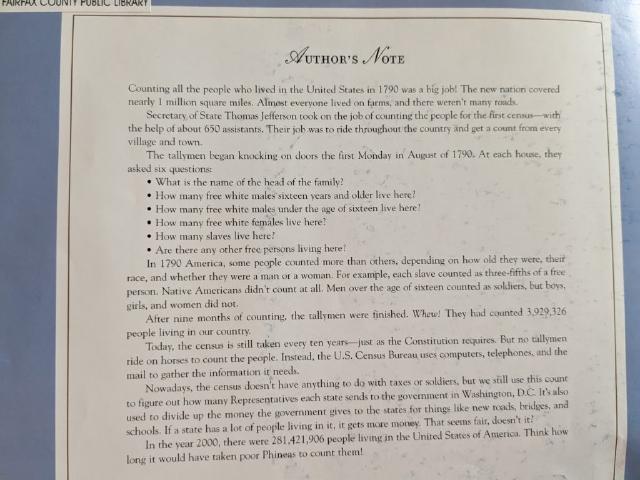 FAIRFAX COUNTY PUBLIC LIBRARY
AUTHOR'S NOTE
Counting all the people who lived in the United States in 1790 was a big job! The new nation covered
nearly 1 million square miles. Almost everyone lived on farms, and there weren't many roads.
Secretary of State Thomas Jefferson took on the job of counting the people for the first census—with
the help of about 650 assistants. Their job was to ride throughout the country and get a count from every
village and town.
The tallymen began knocking on doors the first Monday in August of 1790. At each house, they
asked six questions:
• What is the name of the head of the family?
• How many free white males sixteen years and older live here?
• How many free white males under the age of sixteen live here?
• How many free white females live here?
• How many slaves live here?
• Are there any other free persons living here?
In 1790 America, some people counted more than others, depending on how old they were, their
race, and whether they were a man or a woman. For example, each slave counted as three-fifths of a free
person. Native Americans didn't count at all. Men over the age of sixteen counted as soldiers, but boys,
girls, and women did not.
After nine months of counting, the tallymen were finished. Whew! They had counted 3,929,326
people living in our country.
Today, the census is still taken every ten years—just as the Constitution requires. But no tallymen
ride on horses to count the people. Instead, the U.S. Census Bureau uses computers, telephones, and the
mail to gather the information it needs.
Nowadays, the census doesn't have anything to do with taxes or soldiers, but we still use this count
to figure out how many Representatives each state sends to the government in Washington, D.C. It's also
used to divide up the money the government gives to the states for things like new roads, bridges, and
schools. If a state has a lot of people living in it, it gets more money. That seems fair, doesn't it?
In the year 2000, there were 281,421,906 people living in the United States of America. Think how
long it would have taken poor Phineas to count them!